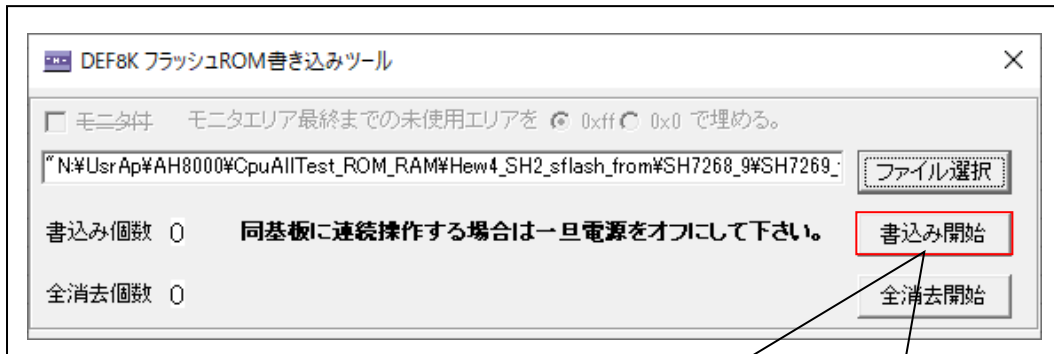 DEF8K フラッシュROM書き込みツール
モニタ付 モニタエリア最終までの未使用エリアを 0xff 0x0 で埋める。
"N:¥UsrAp¥AH8000¥CpuAllTest_ROM_RAM¥Hew4_SH2_sflash_from¥SH7268_9¥SH7269_ ファイル選択
書込み個数 0 同基板に連続操作する場合は一旦電源をオフにして下さい。 書込み開始
全消去個数 0 全消去開始